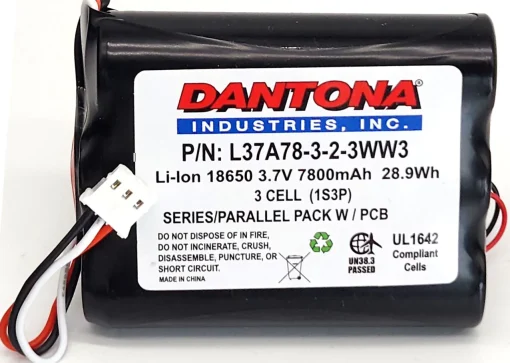 DANTONA®
INDUSTRIES, INC.
P/N: L37A78-3-2-3WW3
Li-Ion 18650 3.7V 7800mAh 28.9Wh
3 CELL (1S3P)
SERIES/PARALLEL PACK W / PCB
DO NOT DISPOSE OF IN FIRE,
DO NOT INCINERATE, CRUSH,
DISASSEMBLE, PUNCTURE, OR
SHORT CIRCUIT.
MADE IN CHINA
UN38.3
PASSED
UL1642
Compliant
Cells